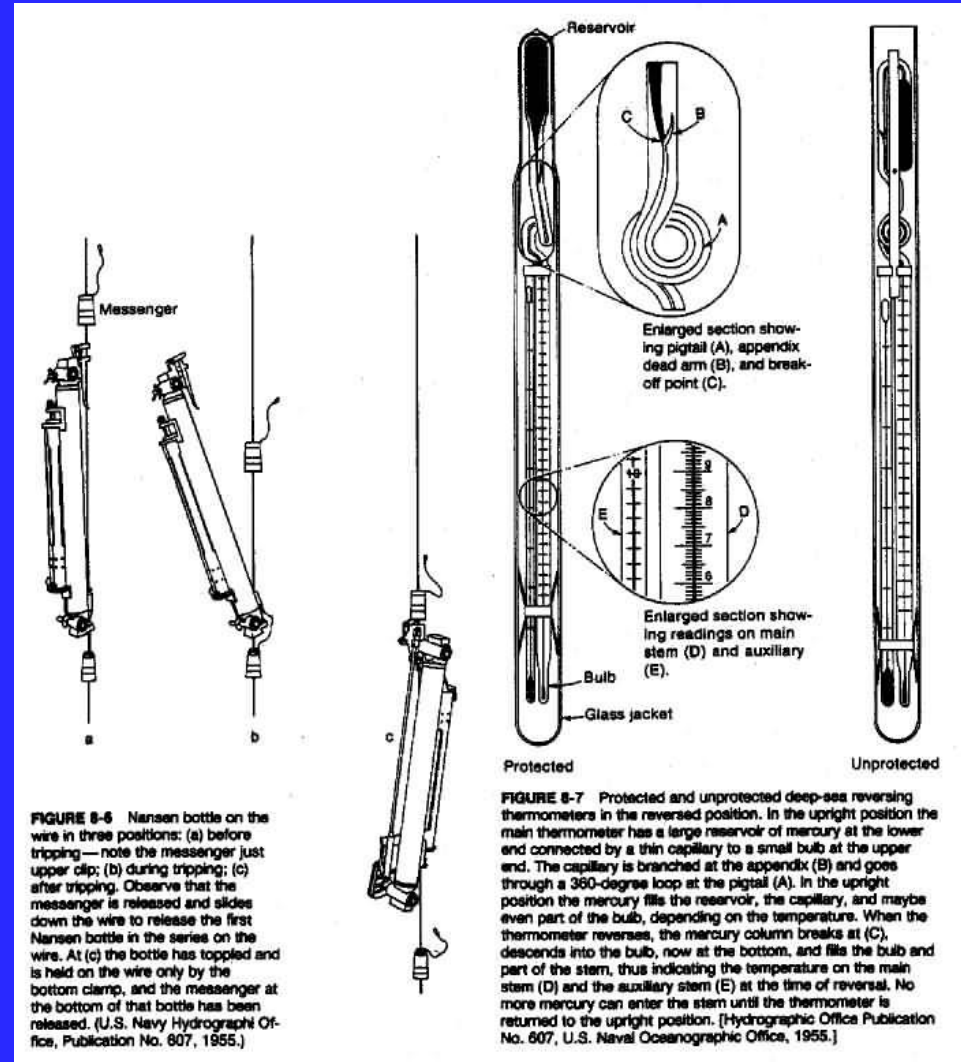 Messenger
a
b
c
FIGURE 8-6 Nansen bottle on the
wire in three positions: (a) before
tripping—note the messenger just
upper clip; (b) during tripping; (c)
after tripping. Observe that the
messenger is released and slides
down the wire to release the first
Nansen bottle in the series on the
wire. At (c) the bottle has toppled and
is held on the wire only by the
bottom clamp, and the messenger at
the bottom of that bottle has been
released. (U.S. Navy Hydrographi Of-
fice, Publication No. 607, 1955.)
Reservoir
C
B
A
Enlarged section show-
ing pigtail (A), appendix
dead arm (B), and break-
off point (C).
E
9
8
7
6
D
Enlarged section show-
ing readings on main
stem (D) and auxiliary
(E).
Bulb
Glass jacket
Protected
Unprotected
FIGURE 8-7 Protected and unprotected deep-sea reversing
thermometers in the reversed position. In the upright position the
main thermometer has a large reservoir of mercury at the lower
end connected by a thin capillary to a small bulb at the upper
end. The capillary is branched at the appendix (B) and goes
through a 360-degree loop at the pigtail (A). In the upright
position the mercury fills the reservoir, the capillary, and maybe
even part of the bulb, depending on the temperature. When the
thermometer reverses, the mercury column breaks at (C),
descends into the bulb, now at the bottom, and fills the bulb and
part of the stem, thus indicating the temperature on the main
stem (D) and the auxiliary stem (E) at the time of reversal. No
more mercury can enter the stem until the thermometer is
returned to the upright position. [Hydrographic Office Publication
No. 607, U.S. Naval Oceanographic Office, 1955.]